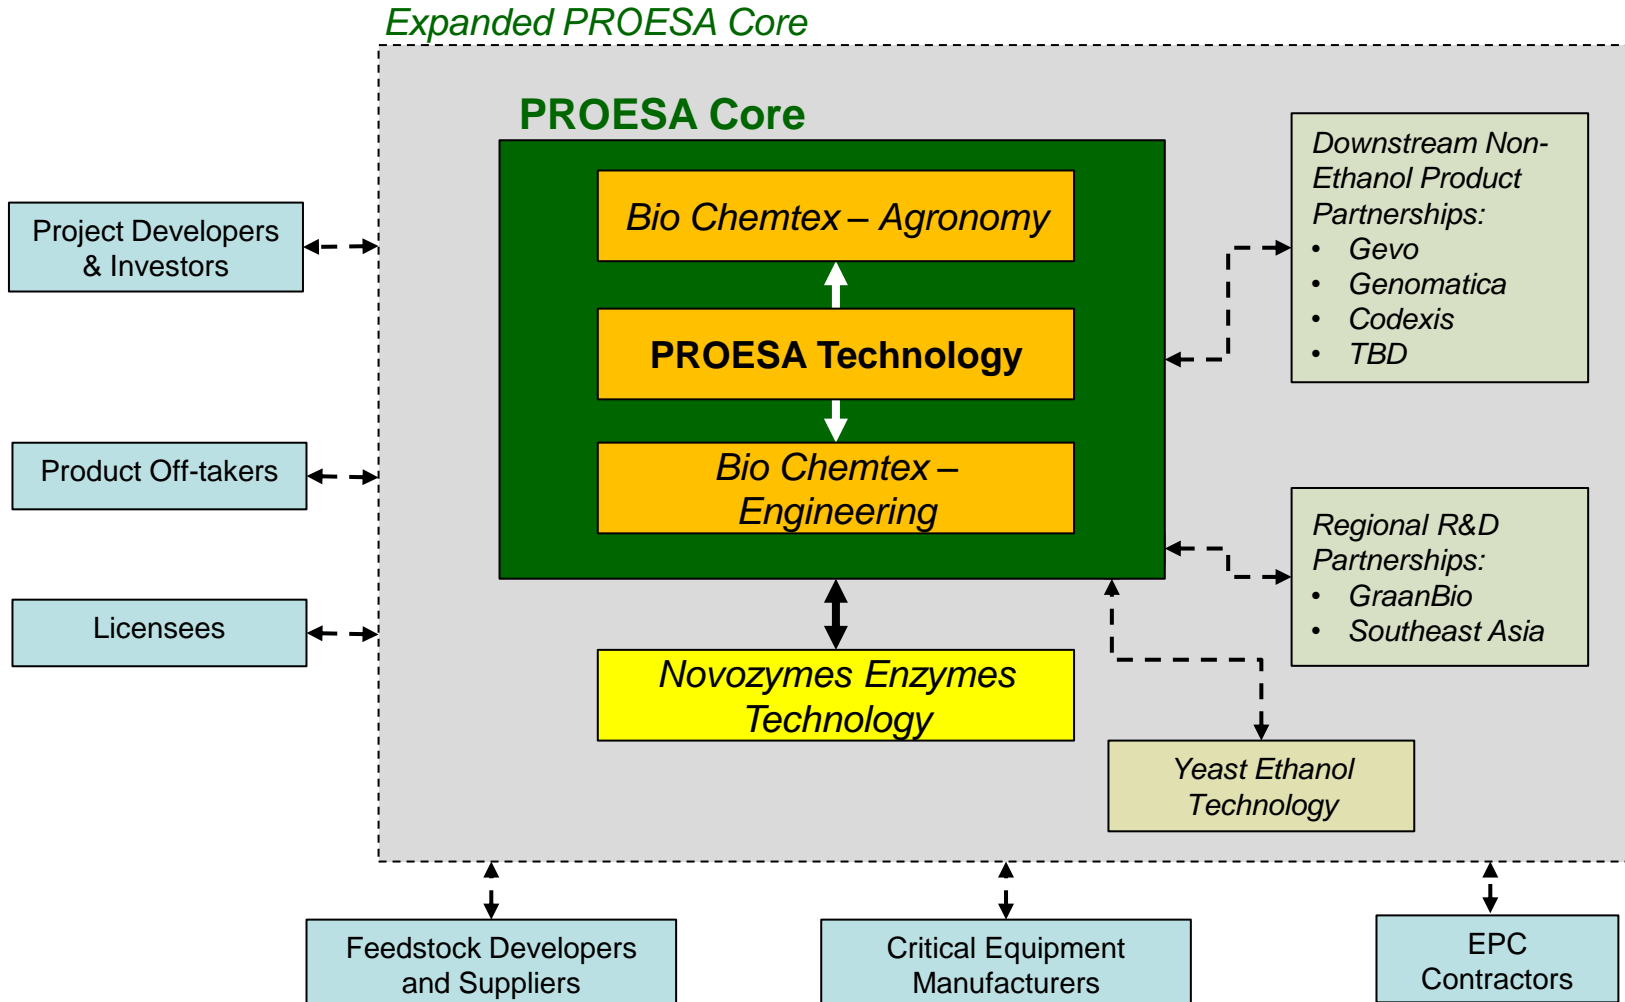 Expanded PROESA Core
PROESA Core
Bio Chemtex – Agronomy
PROESA Technology
Bio Chemtex –
Engineering
Novozymes Enzymes
Technology
Downstream Non-
Ethanol Product
Partnerships:
• Gevo
• Genomatica
• Codexis
• TBD
Regional R&D
Partnerships:
• GraanBio
• Southeast Asia
Yeast Ethanol
Technology
Project Developers
& Investors
Product Off-takers
Licensees
Feedstock Developers
and Suppliers
Critical Equipment
Manufacturers
EPC
Contractors